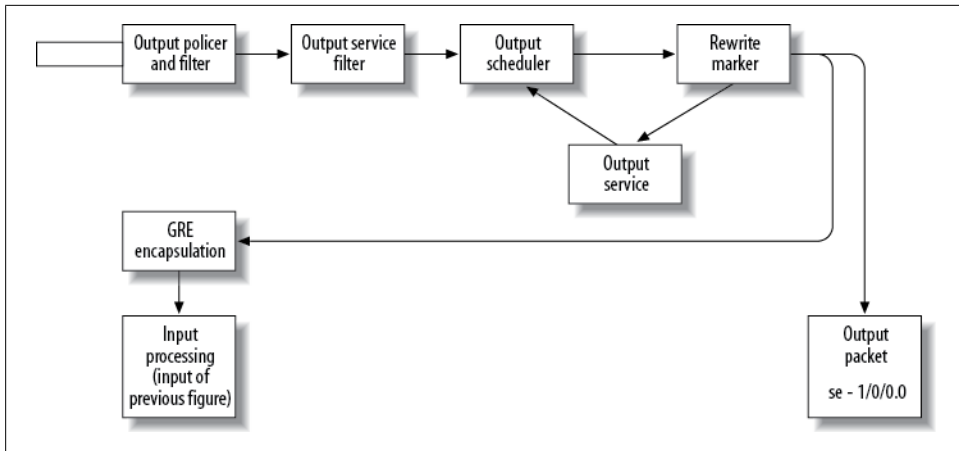 Output policer
and filter
Output service
filter
Output
scheduler
Rewrite
marker
Output
service
GRE
encapsulation
Input
processing
(input of
previous figure)
Output
packet
se - 1/0/0.0